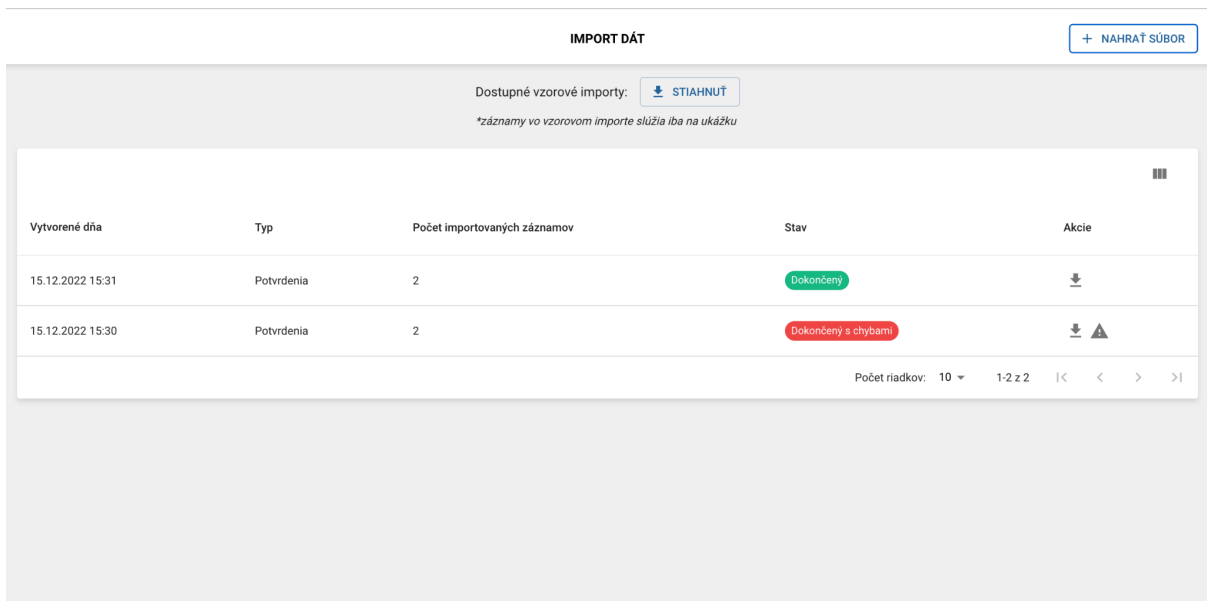 IMPORT DÁT
+ NAHRAŤ SÚBOR
Dostupné vzorové importy: STIAHNUŤ
*záznamy vo vzorovom importe slúžia iba na ukážku
Vytvorené dňa Typ Počet importovaných záznamov Stav Akcie
15.12.2022 15:31 Potvrdenia 2 Dokončený
15.12.2022 15:30 Potvrdenia 2 Dokončený s chybami
Počet riadkov: 10 1-2 z 2